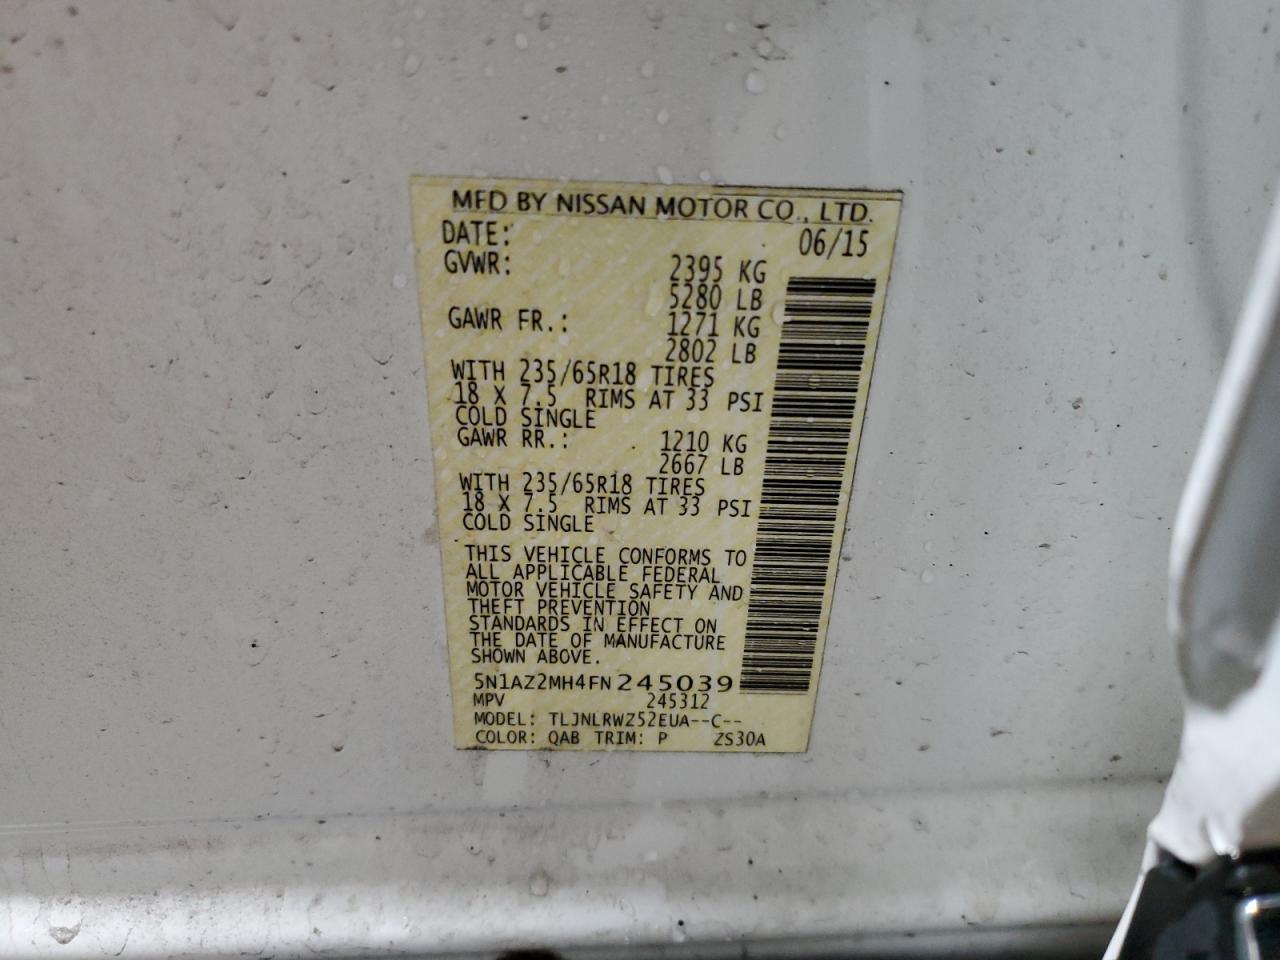 MFD BY NISSAN MOTOR CO., LTD.
DATE: 06/15
GVWR: 2395 KG
5280 LB
GAWR FR.: 1271 KG
2802 LB
WITH 235/65R18 TIRES
18 X 7.5 RIMS AT 33 PSI
COLD SINGLE
GAWR RR.: 1210 KG
2667 LB
WITH 235/65R18 TIRES
18 X 7.5 RIMS AT 33 PSI
COLD SINGLE
THIS VEHICLE CONFORMS TO
ALL APPLICABLE FEDERAL
MOTOR VEHICLE SAFETY AND
THEFT PREVENTION
STANDARDS IN EFFECT ON
THE DATE OF MANUFACTURE
SHOWN ABOVE.
5N1AZ2MH4FN245039
MPV 245312
MODEL: TLJNLRWZ52EUA--C--
COLOR: QAB TRIM: P ZS30A